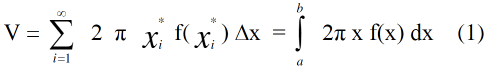 V = ∑_{i=1}^{∞} 2 π x_i^* f( x_i^* ) Δx = ∫_a^b 2π x f(x) dx (1)